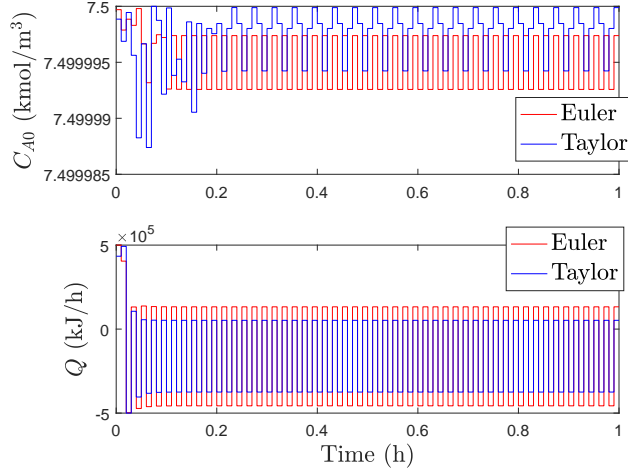 7.5
7.499995
7.49999
7.499985
C_{A0} (kmol/m^3)
Euler
Taylor
0 0.2 0.4 0.6 0.8 1
×10^5
5
0
-5
Q (kJ/h)
Euler
Taylor
0 0.2 0.4 0.6 0.8 1
Time (h)